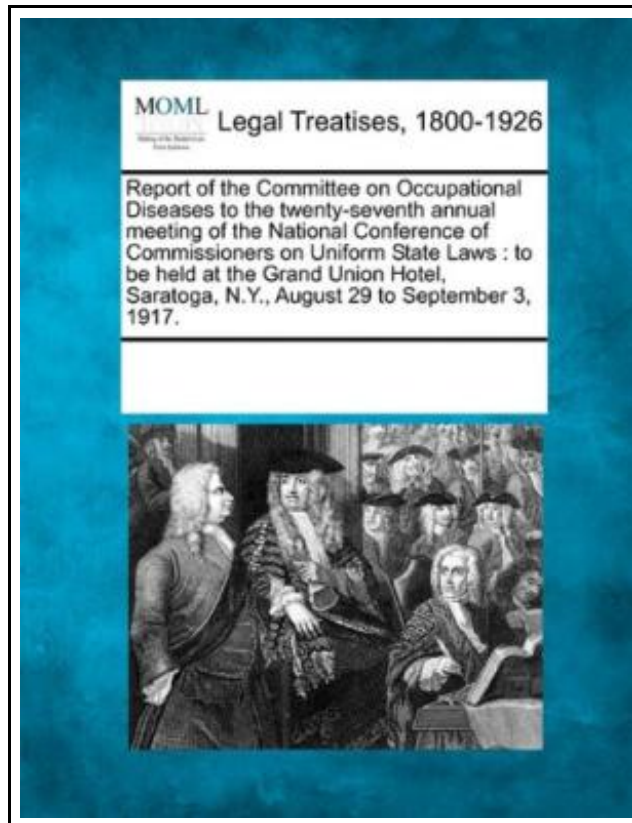 MOML
Legal Treatises, 1800-1926
Report of the Committee on Occupational
Diseases to the twenty-seventh annual
meeting of the National Conference of
Commissioners on Uniform State Laws : to
be held at the Grand Union Hotel,
Saratoga, N.Y., August 29 to September 3,
1917.